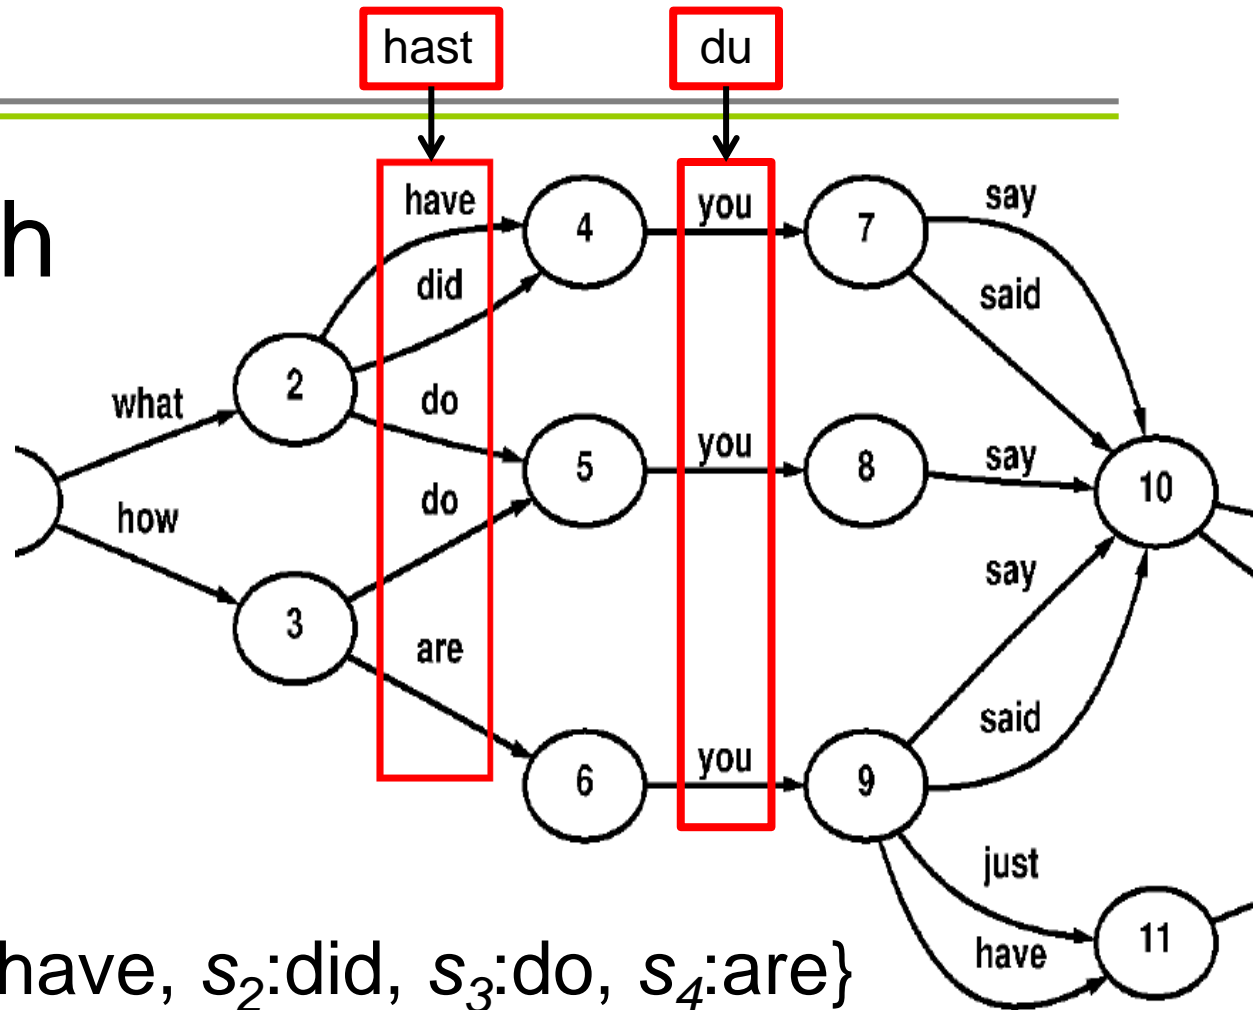 hast du
h
have
you
say
4
7
did
said
2
what
do
you
5
8
say
10
do
how
say
3
are
said
you
6
9
just
have
11
have, s2:did, s3:do, s4:are}